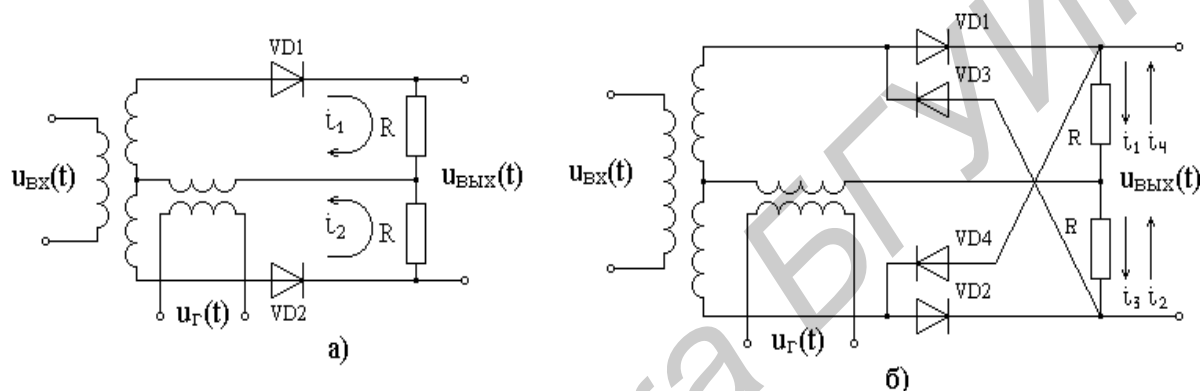 VD1
i₁
R
uвх(t)
uвых(t)
i₂
R
VD2
uг(t)
а)
VD1
VD3
R
i₁
i₄
uвх(t)
uвых(t)
VD4
R
i₃
i₂
VD2
uг(t)
б)